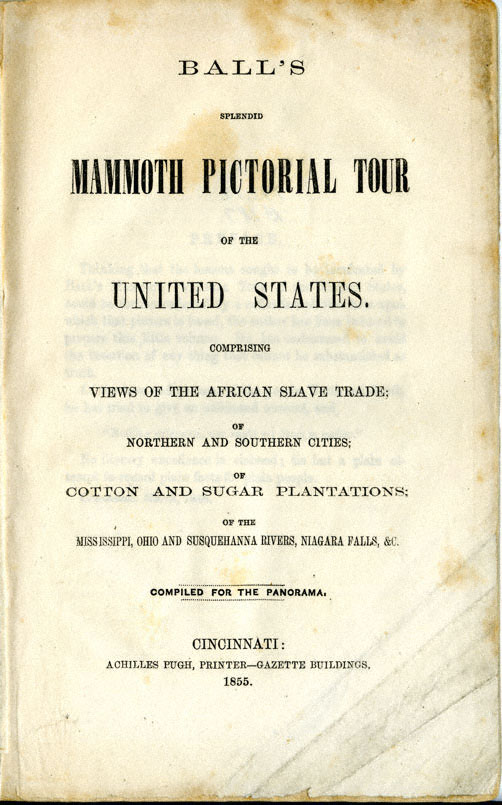 BALL'S
SPLENDID
MAMMOTH PICTORIAL TOUR
OF THE
UNITED STATES.
COMPRISING
VIEWS OF THE AFRICAN SLAVE TRADE;
OF
NORTHERN AND SOUTHERN CITIES;
OF
COTTON AND SUGAR PLANTATIONS;
OF THE
MISSISSIPPI, OHIO AND SUSQUEHANNA RIVERS, NIAGARA FALLS, &C.
COMPILED FOR THE PANORAMA.
CINCINNATI:
ACHILLES PUGH, PRINTER—GAZETTE BUILDINGS.
1855.